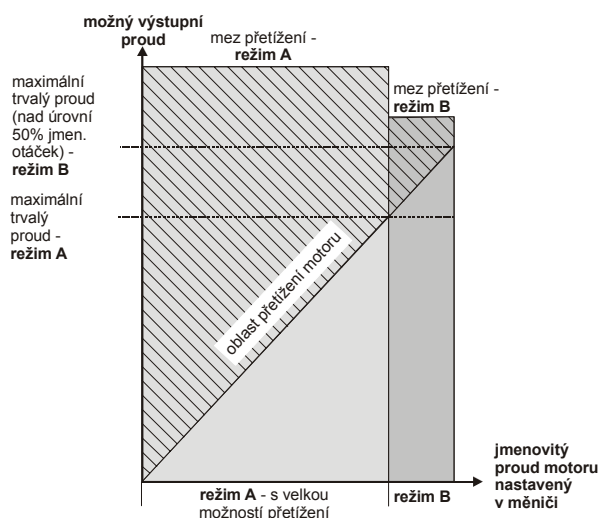 možný výstupní
proud
mez přetížení -
režim A
mez přetížení -
režim B
maximální
trvalý proud
(nad úrovní
50% jmen.
otáček) -
režim B
maximální
trvalý
proud -
režim A
oblast přetížení motoru
jmenovitý
proud motoru
nastavený
v měniči
režim A - s velkou
možností přetížení
režim B